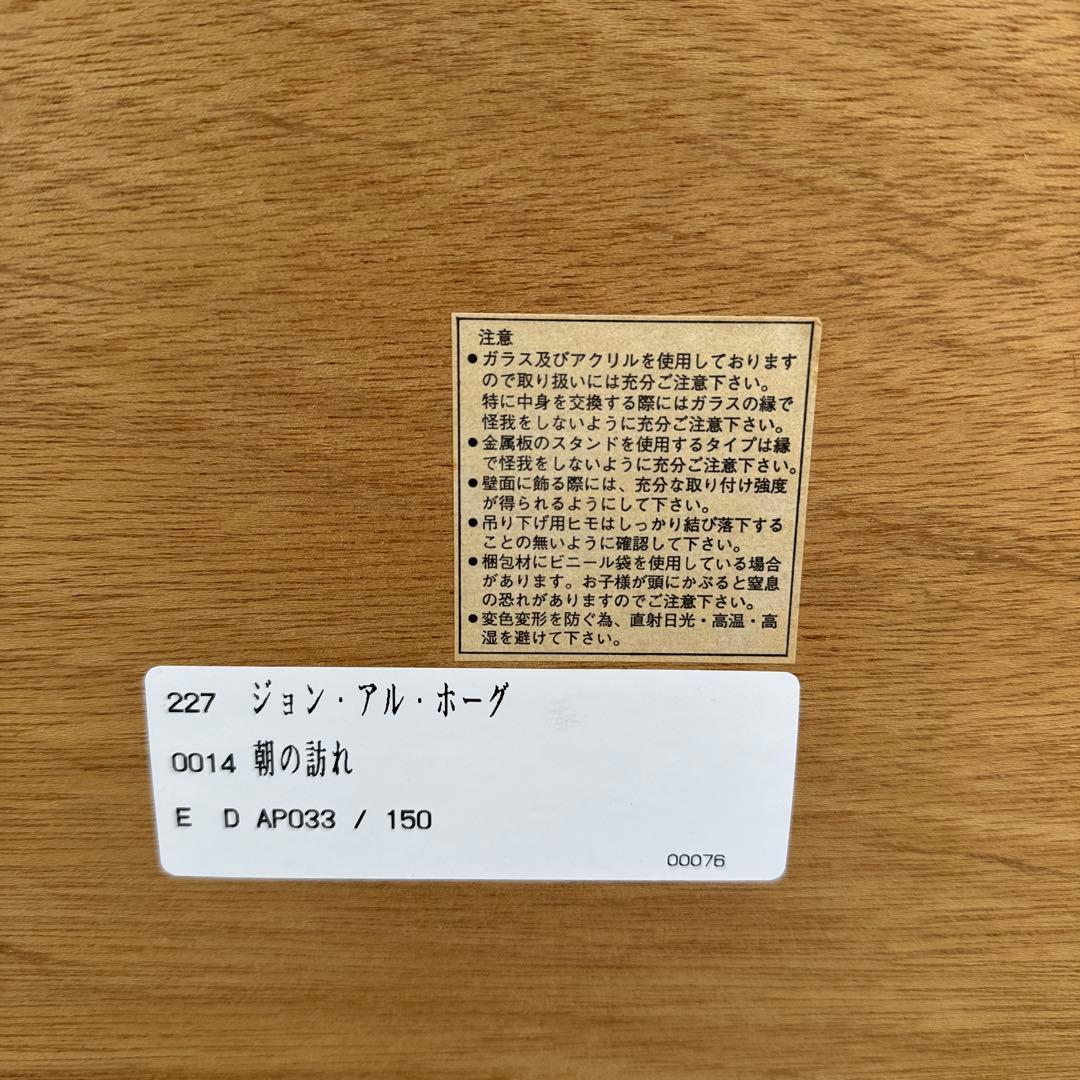 注意
●ガラス及びアクリルを使用しております
ので取り扱いには充分ご注意下さい。
特に中身を交換する際にはガラスの縁で
怪我をしないように充分ご注意下さい。
●金属板のスタンドを使用するタイプは縁
で怪我をしないように充分ご注意下さい。
●壁面に飾る際には、充分な取り付け強度
が得られるようにして下さい。
●吊り下げ用ヒモはしっかり結び落下する
ことの無いように確認して下さい。
●梱包材にビニール袋を使用している場合
があります。お子様が頭にかぶると窒息
の恐れがありますのでご注意下さい。
●変色変形を防ぐ為、直射日光・高温・高
湿を避けて下さい。
227 ジョン・アル・ホーグ
0014 朝の訪れ
E D AP033 / 150
00076